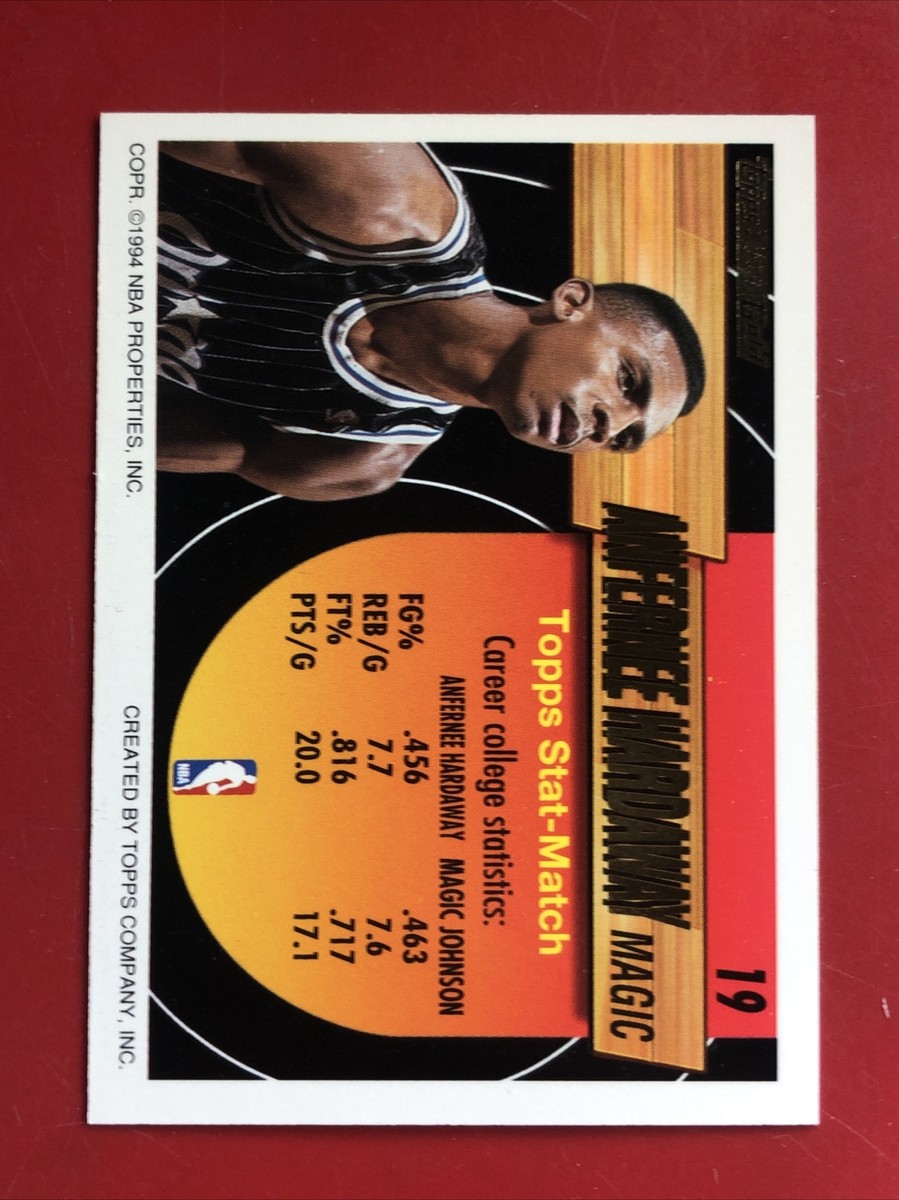 19
ANFERNEE HARDAWAY MAGIC
Topps Stat-Match
Career college statistics:
ANFERNEE HARDAWAY MAGIC JOHNSON
FG% .456 .463
REB/G 7.7 7.6
FT% .816 .717
PTS/G 20.0 17.1
NBA
COPR. ©1994 NBA PROPERTIES, INC. CREATED BY TOPPS COMPANY, INC.